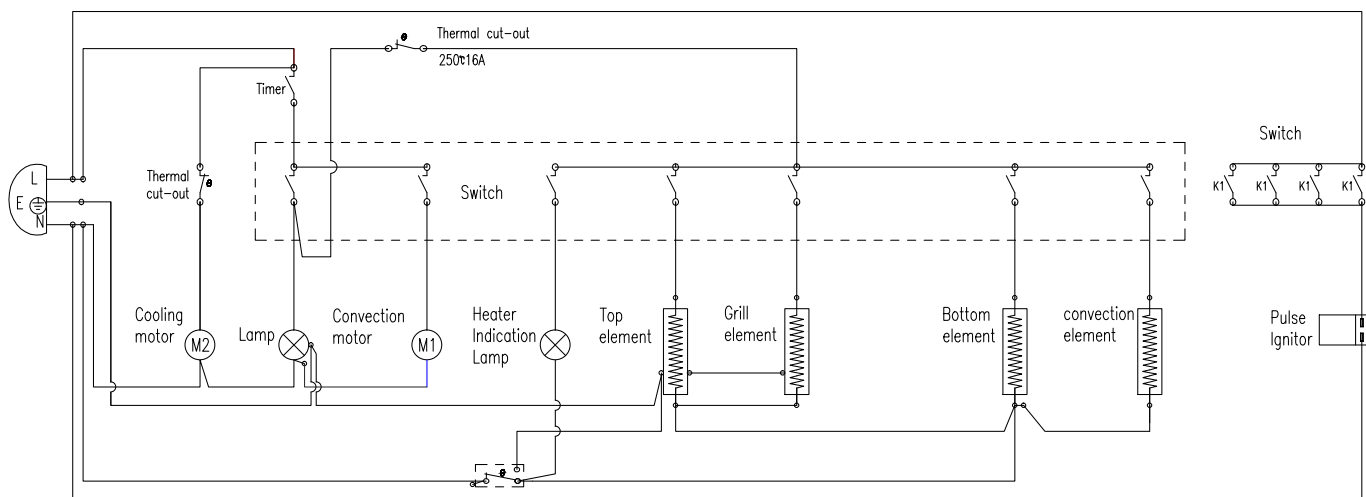 Thermal cut-out
250℃16A
Timer
Switch
L
E
N
Thermal
cut-out
Switch
K1
K1
K1
K1
Cooling
motor
M2
Lamp
Convection
motor
M1
Heater
Indication
Lamp
Top
element
Grill
element
Bottom
element
convection
element
Pulse
Ignitor